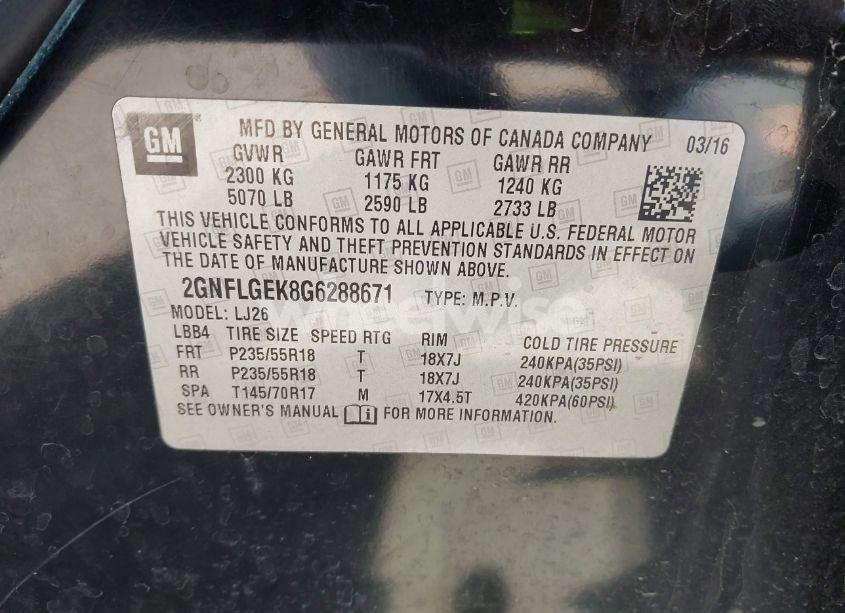 GM ® MFD BY GENERAL MOTORS OF CANADA COMPANY 03/16
GVWR GAWR FRT GAWR RR
2300 KG 1175 KG 1240 KG
5070 LB 2590 LB 2733 LB
THIS VEHICLE CONFORMS TO ALL APPLICABLE U.S. FEDERAL MOTOR
VEHICLE SAFETY AND THEFT PREVENTION STANDARDS IN EFFECT ON
THE DATE OF MANUFACTURE SHOWN ABOVE.
2GNFLGEK8G6288671 TYPE: M.P.V.
MODEL: LJ26
wheelwise
LBB4 TIRE SIZE SPEED RTG RIM COLD TIRE PRESSURE
FRT P235/55R18 T 18X7J 240KPA(35PSI)
RR P235/55R18 T 18X7J 240KPA(35PSI)
SPA T145/70R17 M 17X4.5T 420KPA(60PSI)
SEE OWNER'S MANUAL FOR MORE INFORMATION.